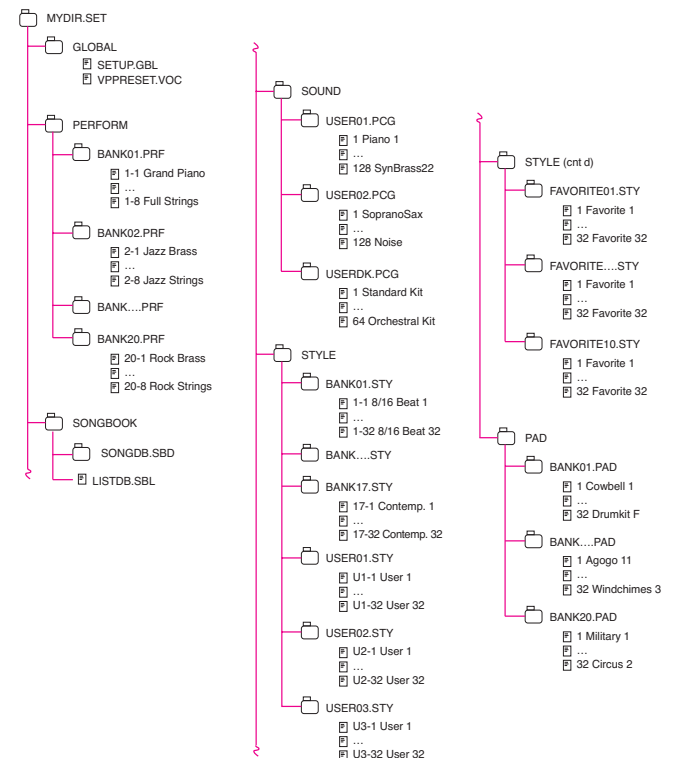 MYDIR.SET
GLOBAL
SETUP.GBL
VPPRESET.VOC
PERFORM
BANK01.PRF
1-1 Grand Piano
…
1-8 Full Strings
BANK02.PRF
2-1 Jazz Brass
…
2-8 Jazz Strings
BANK….PRF
BANK20.PRF
20-1 Rock Brass
…
20-8 Rock Strings
SONGBOOK
SONGDB.SBD
LISTDB.SBL
SOUND
USER01.PCG
1 Piano 1
…
128 SynBrass22
USER02.PCG
1 SopranoSax
…
128 Noise
USERDK.PCG
1 Standard Kit
…
64 Orchestral Kit
STYLE
BANK01.STY
1-1 8/16 Beat 1
…
1-32 8/16 Beat 32
BANK….STY
BANK17.STY
17-1 Contemp. 1
…
17-32 Contemp. 32
USER01.STY
U1-1 User 1
…
U1-32 User 32
USER02.STY
U2-1 User 1
…
U2-32 User 32
USER03.STY
U3-1 User 1
…
U3-32 User 32
STYLE (cnt d)
FAVORITE01.STY
1 Favorite 1
…
32 Favorite 32
FAVORITE….STY
1 Favorite 1
…
32 Favorite 32
FAVORITE10.STY
1 Favorite 1
…
32 Favorite 32
PAD
BANK01.PAD
1 Cowbell 1
…
32 Drumkit F
BANK….PAD
1 Agogo 11
…
32 Windchimes 3
BANK20.PAD
1 Military 1
…
32 Circus 2